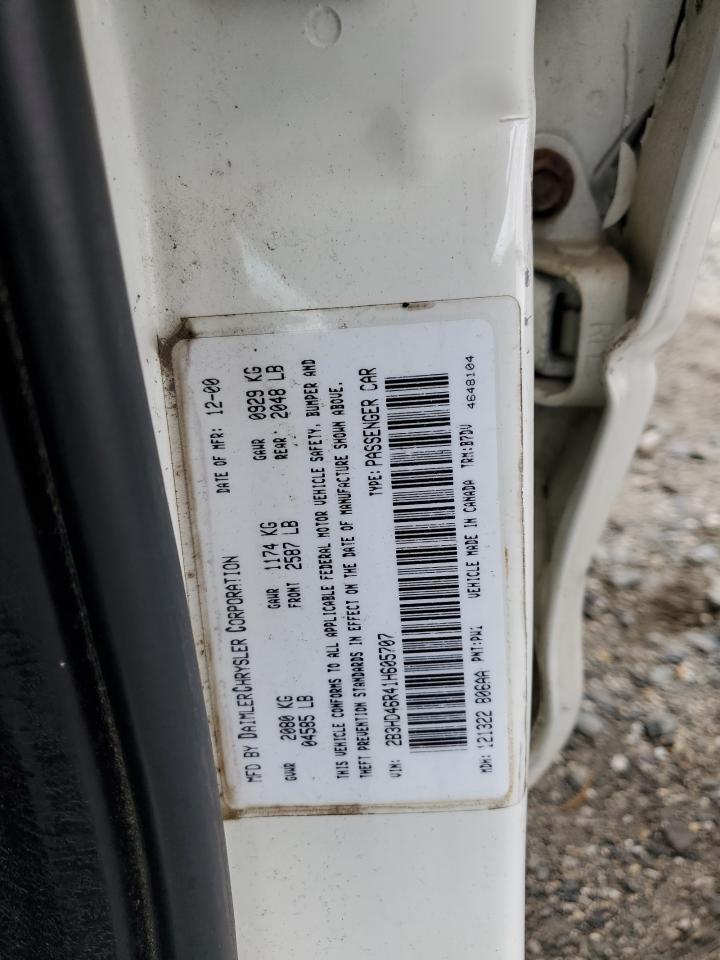 MFD BY DAIMLERCHRYSLER CORPORATION DATE OF MFR: 12-00
GVWR 2080 KG GAWR 1174 KG GAWR 0929 KG
04585 LB FRONT 2587 LB REAR 2048 LB
THIS VEHICLE CONFORMS TO ALL APPLICABLE FEDERAL MOTOR VEHICLE SAFETY, BUMPER AND
THEFT PREVENTION STANDARDS IN EFFECT ON THE DATE OF MANUFACTURE SHOWN ABOVE.
VIN: 2B3HD46R41H605707 TYPE: PASSENGER CAR
MDH: 121322 B06AA PNT:PW1 VEHICLE MADE IN CANADA TRM:B7DV 4648104